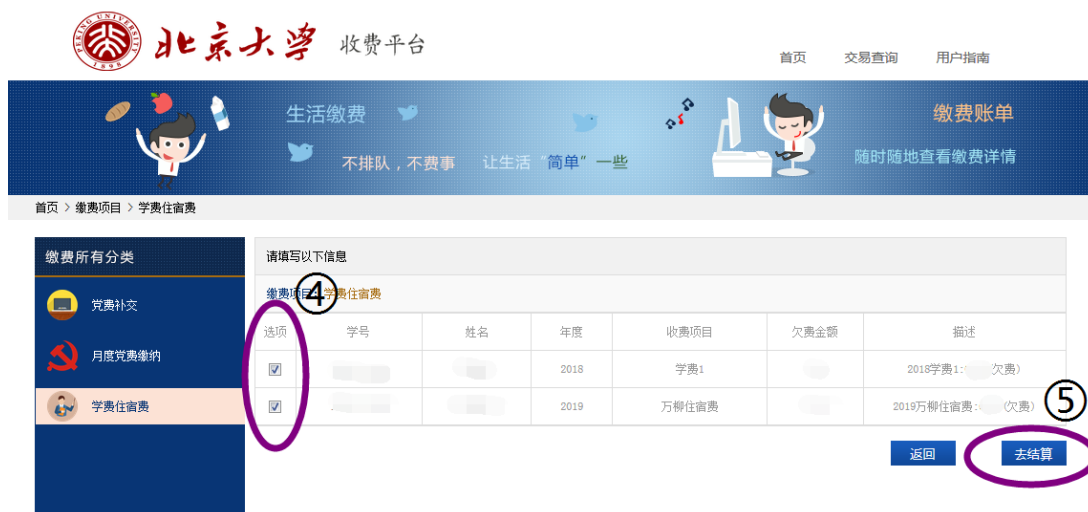 北京大学 收费平台
PEKING UNIVERSITY
1898
首页 交易查询 用户指南
生活缴费
不排队，不费事 让生活“简单”一些
缴费账单
随时随地查看缴费详情
首页 > 缴费项目 > 学费住宿费
缴费所有分类
党费补交
月度党费缴纳
学费住宿费
请填写以下信息
④
缴费项目 学费住宿费
选项 学号 姓名 年度 收费项目 欠费金额 描述
2018 学费1 2018学费1: 欠费)
2019 万柳住宿费 2019万柳住宿费: (欠费)
⑤
返回 去结算